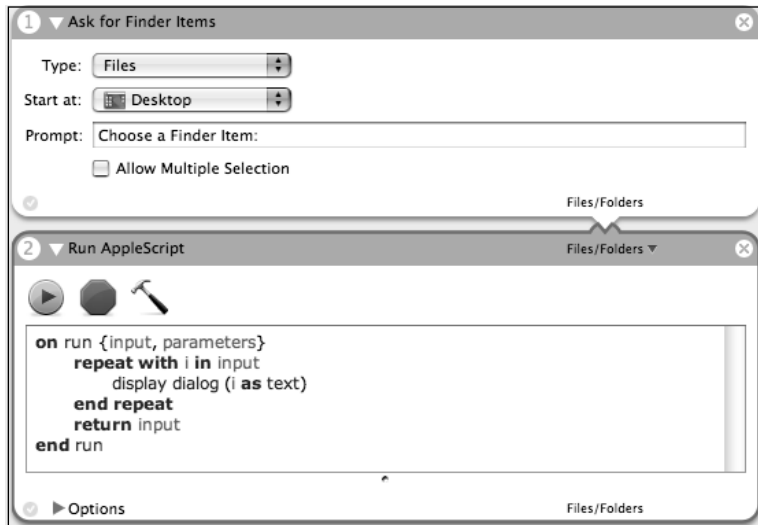 1 Ask for Finder Items
Type: Files
Start at: Desktop
Prompt: Choose a Finder Item:
Allow Multiple Selection
Files/Folders
2 Run AppleScript Files/Folders
on run {input, parameters}
repeat with i in input
display dialog (i as text)
end repeat
return input
end run
Options Files/Folders